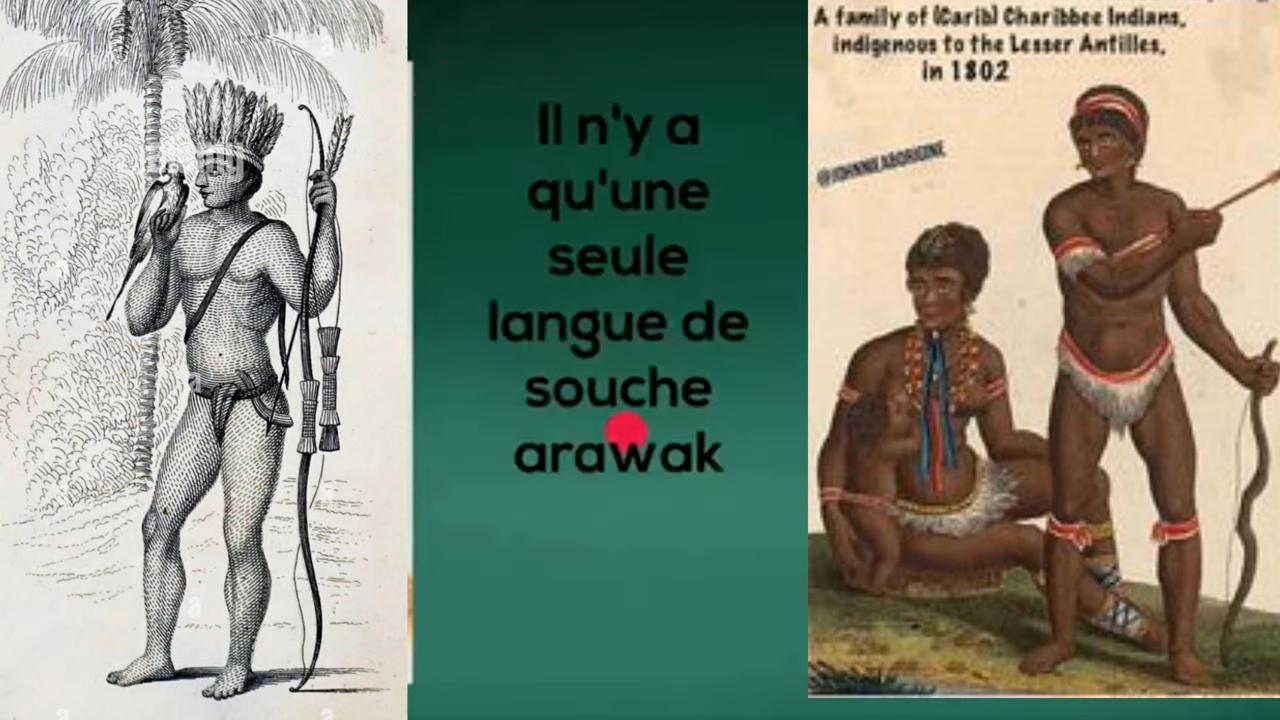 Il n'y a
qu'une
seule
langue de
souche
arawak
A family of (Carib) Charibbee Indians,
indigenous to the Lesser Antilles,
in 1802
@JOHNNIEABORIGINE
a
a
a
a